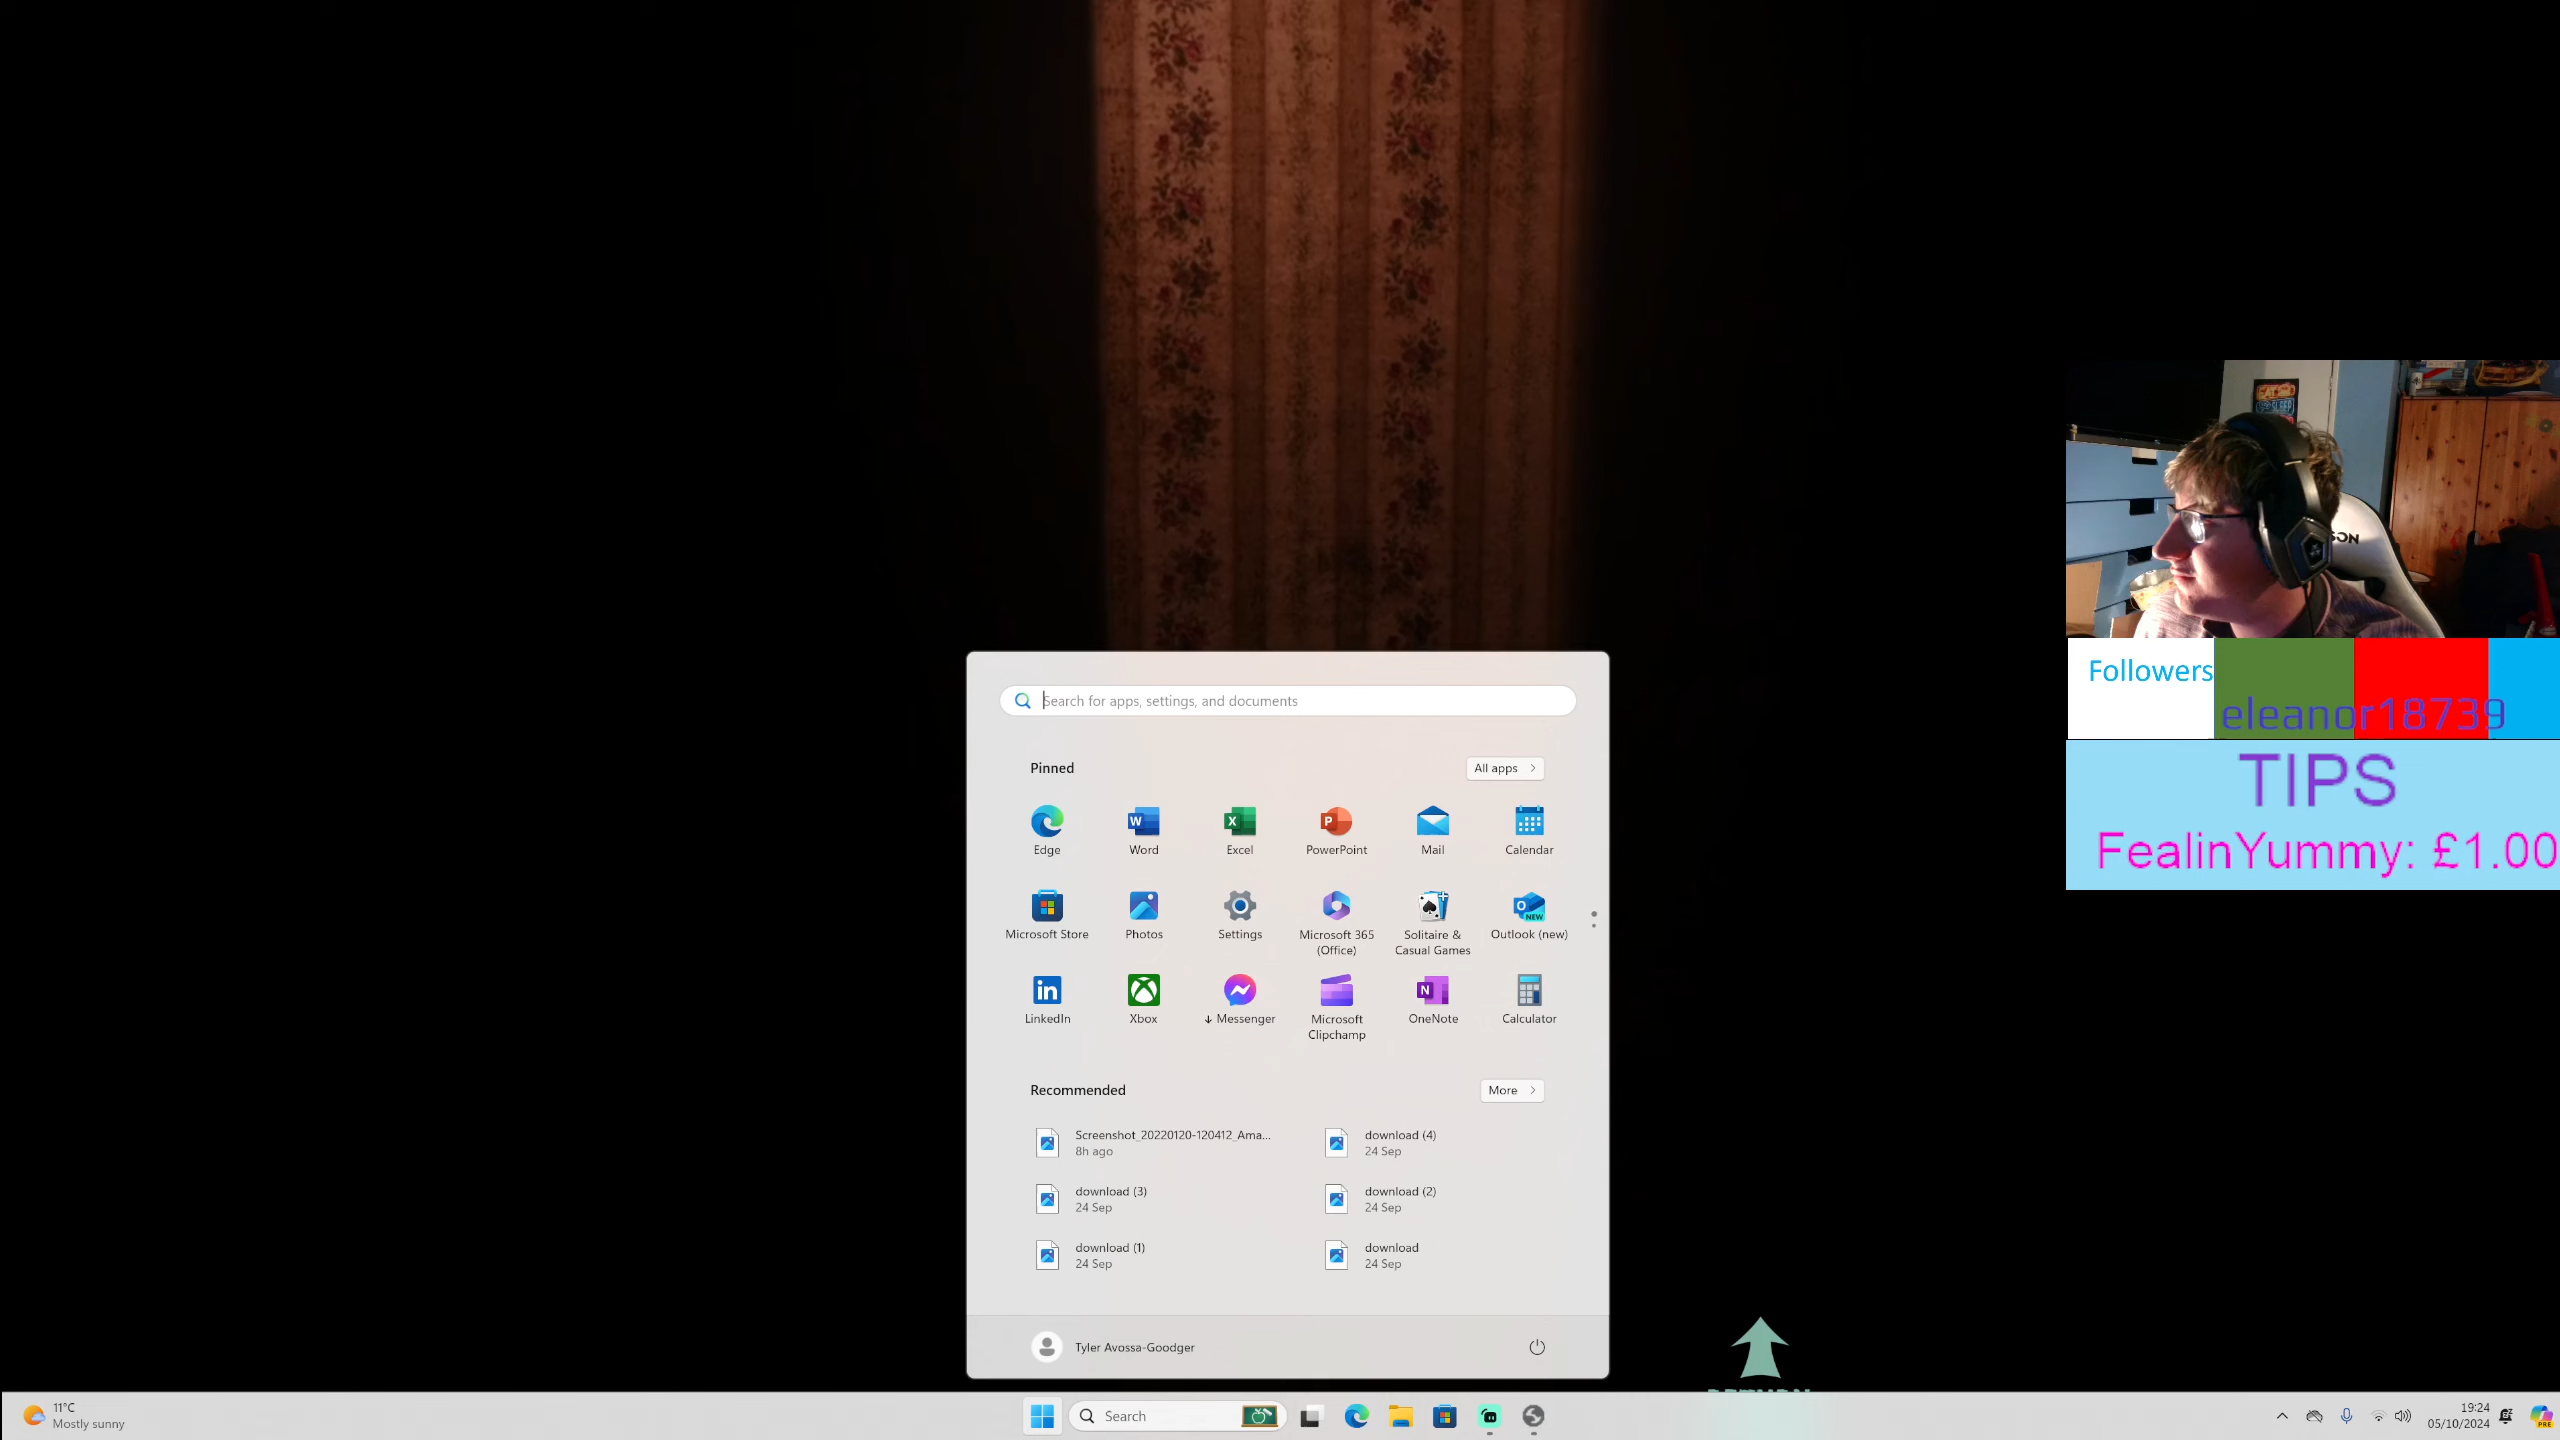 EAT
SLEEP
SON
Followers
eleanor18739
TIPS
FealinYummy: £1.00
Search for apps, settings, and documents
Pinned
All apps
Edge
Word
Excel
PowerPoint
Mail
Calendar
Microsoft Store
Photos
Settings
Microsoft 365
(Office)
Solitaire &
Casual Games
Outlook (new)
LinkedIn
Xbox
↓ Messenger
Microsoft
Clipchamp
OneNote
Calculator
Recommended
More
Screenshot_20220120-120412_Ama...
8h ago
download (4)
24 Sep
download (3)
24 Sep
download (2)
24 Sep
download (1)
24 Sep
download
24 Sep
Tyler Avossa-Goodger
11°C
Mostly sunny
Search
19:24
05/10/2024
PRE